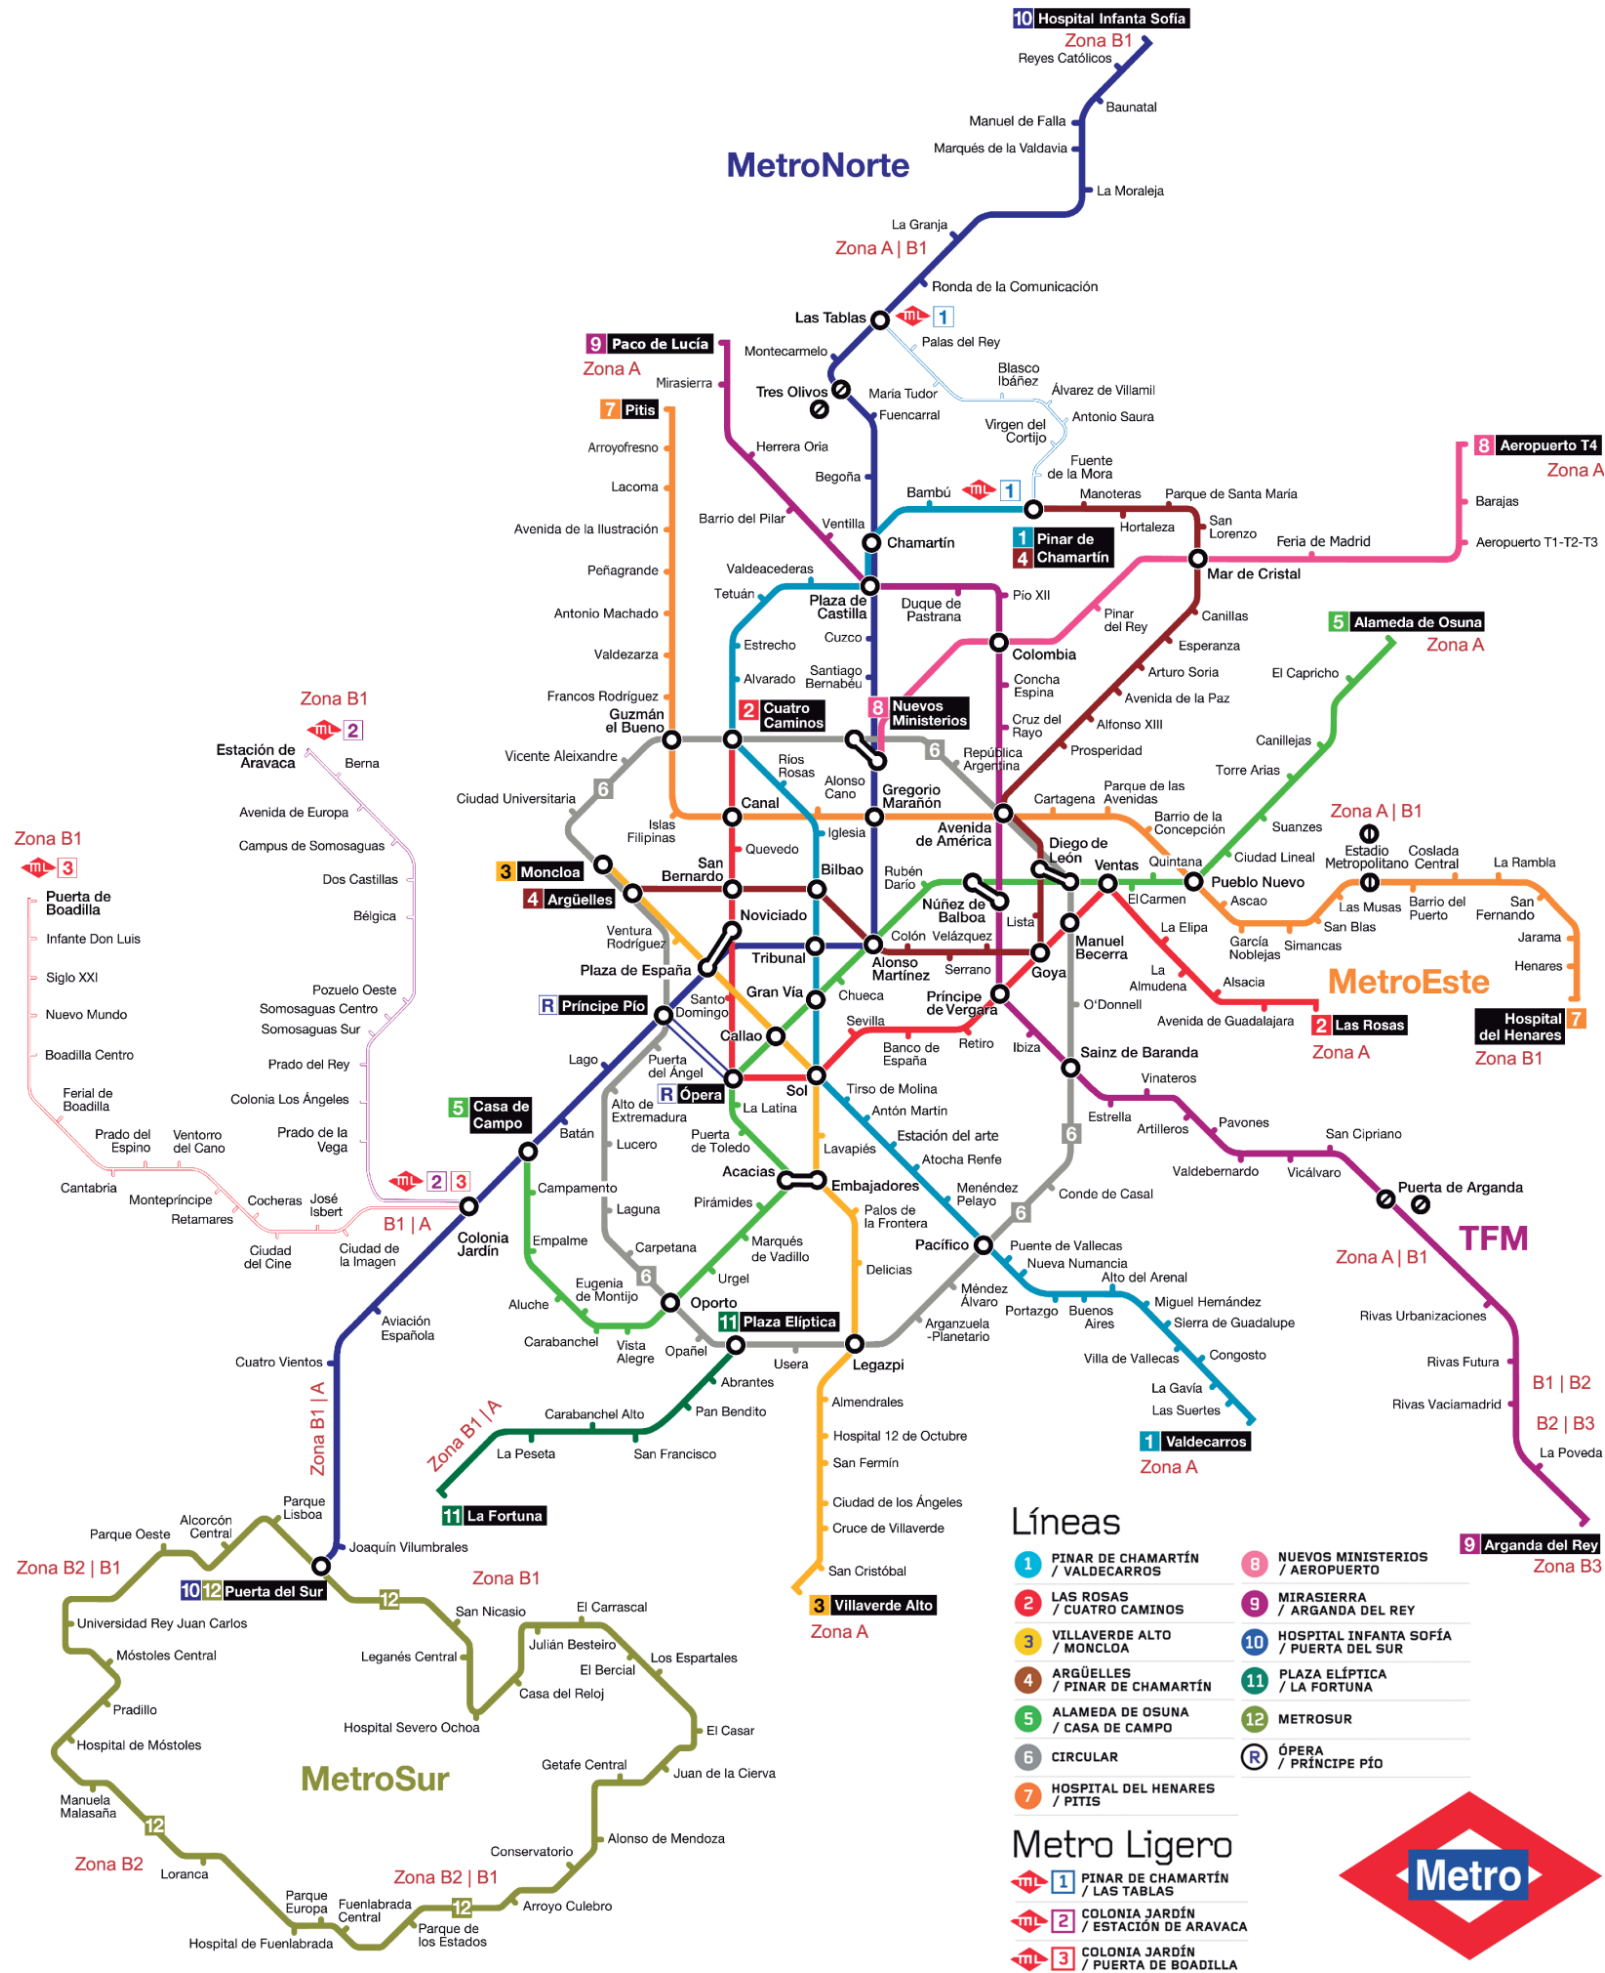 10 Hospital Infanta Sofía
Zona B1
Reyes Católicos
Baunatal
Manuel de Falla
Marqués de la Valdavia
MetroNorte
La Moraleja
La Granja
Zona A | B1
Ronda de la Comunicación
Las Tablas
mL 1
9 Paco de Lucía
Zona A
Palas del Rey
Montecarmelo
Mirasierra
Blasco
Ibáñez
Tres Olivos
María Tudor
Álvarez de Villamil
7 Pitis
Fuencarral
Antonio Saura
Virgen del
Cortijo
Arroyofresno
Herrera Oria
8 Aeropuerto T4
Zona A
Fuente
de la Mora
Begoña
Lacoma
Bambú
mL 1
Manoteras
Parque de Santa María
Barajas
Avenida de la Ilustración
Barrio del Pilar
Ventilla
Hortaleza
San
Lorenzo
Chamartín
1 Pinar de
4 Chamartín
Feria de Madrid
Aeropuerto T1-T2-T3
Peñagrande
Valdeacederas
Mar de Cristal
Tetuán
Plaza de
Castilla
Duque de
Pastrana
Pío XII
Antonio Machado
Pinar
del Rey
Canillas
5 Alameda de Osuna
Zona A
Estrecho
Cuzco
Valdezarza
Colombia
Esperanza
Alvarado
Santiago
Bernabéu
Concha
Espina
Arturo Soria
El Capricho
Francos Rodríguez
Avenida de la Paz
Zona B1
2 Cuatro
Caminos
8 Nuevos
Ministerios
Guzmán
el Bueno
Cruz del
Rayo
Alfonso XIII
mL 2
Estación de
Aravaca
Canillejas
Vicente Aleixandre
6
República
Argentina
Prosperidad
Berna
Ríos
Rosas
Torre Arias
6
Alonso
Cano
Gregorio
Marañón
Ciudad Universitaria
Canal
Cartagena
Parque de las
Avenidas
Avenida de Europa
Islas
Filipinas
Iglesia
Avenida
de América
Barrio de la
Concepción
Suanzes
Zona A | B1
Zona B1
mL 3
Campus de Somosaguas
Quevedo
Diego de
León
Estadio
Metropolitano
Coslada
Central
La Rambla
3 Moncloa
San
Bernardo
Bilbao
Rubén
Darío
Ventas
Quintana
Ciudad Lineal
Dos Castillas
4 Argüelles
Pueblo Nuevo
Puerta de
Boadilla
Núñez de
Balboa
El Carmen
Ascao
Las Musas
Barrio del
Puerto
San
Fernando
Bélgica
Noviciado
Lista
San Blas
Infante Don Luis
Ventura
Rodríguez
Colón
Velázquez
Manuel
Becerra
La Elipa
García
Noblejas
Simancas
Jarama
Plaza de España
Tribunal
Alonso
Martínez
Serrano
Goya
Henares
Siglo XXI
La
Almudena
MetroEste
Pozuelo Oeste
Gran Vía
Chueca
Alsacia
Somosaguas Centro
R Príncipe Pío
Santo
Domingo
Príncipe
de Vergara
O'Donnell
Nuevo Mundo
Somosaguas Sur
Callao
Sevilla
Avenida de Guadalajara
2 Las Rosas
Zona A
Hospital
del Henares 7
Zona B1
Boadilla Centro
Prado del Rey
Lago
Puerta
del Ángel
Banco de
España
Retiro
Ibiza
Sainz de Baranda
Ferial de
Boadilla
Colonia Los Ángeles
R Ópera
Sol
Tirso de Molina
Vinateros
5 Casa de
Campo
Alto de
Extremadura
La Latina
Antón Martín
Estrella
Prado del
Espino
Ventorro
del Cano
Prado de la
Vega
Batán
Lucero
Puerta
de Toledo
Lavapiés
Estación del arte
6
Artilleros
Pavones
San Cipriano
Atocha Renfe
Cantabria
mL 2 3
Acacias
Embajadores
Valdebernardo
Vicálvaro
Montepríncipe
Cocheras
José
Isbert
Campamento
Menéndez
Pelayo
Conde de Casal
Puerta de Arganda
Retamares
B1 | A
Laguna
Pirámides
Palos de
la Frontera
6
TFM
Ciudad
del Cine
Ciudad de
la Imagen
Colonia
Jardín
Empalme
Carpetana
Marqués
de Vadillo
Pacífico
Puente de Vallecas
Zona A | B1
6
Delicias
Nueva Numancia
Eugenia
de Montijo
Urgel
Alto del Arenal
Aluche
Oporto
Méndez
Álvaro
Portazgo
Buenos
Aires
Miguel Hernández
Rivas Urbanizaciones
Aviación
Española
11 Plaza Elíptica
Arganzuela
-Planetario
Sierra de Guadalupe
Carabanchel
Vista
Alegre
Opañel
Usera
Legazpi
Villa de Vallecas
Congosto
Cuatro Vientos
Rivas Futura
Zona B1 | A
Abrantes
La Gavía
B1 | B2
Almendrales
Las Suertes
Rivas Vaciamadrid
Carabanchel Alto
Pan Bendito
B2 | B3
Zona B1 | A
La Peseta
San Francisco
Hospital 12 de Octubre
1 Valdecarros
Zona A
La Poveda
San Fermín
Parque
Lisboa
11 La Fortuna
Ciudad de los Ángeles
Alcorcón
Central
Cruce de Villaverde
Parque Oeste
Joaquín Vilumbrales
9 Arganda del Rey
Zona B3
Zona B2 | B1
San Cristóbal
10 12 Puerta del Sur
Zona B1
12
3 Villaverde Alto
Zona A
Universidad Rey Juan Carlos
San Nicasio
El Carrascal
Julián Besteiro
Móstoles Central
Leganés Central
El Bercial
Los Espartales
Pradillo
Casa del Reloj
Hospital Severo Ochoa
El Casar
Hospital de Móstoles
MetroSur
Getafe Central
Juan de la Cierva
Manuela
Malasaña
12
Alonso de Mendoza
Conservatorio
Zona B2
Loranca
Zona B2 | B1
Parque
Europa
Fuenlabrada
Central
12
Arroyo Culebro
Hospital de Fuenlabrada
Parque de
los Estados
Líneas
1 PINAR DE CHAMARTÍN
/ VALDECARROS
2 LAS ROSAS
/ CUATRO CAMINOS
3 VILLAVERDE ALTO
/ MONCLOA
4 ARGÜELLES
/ PINAR DE CHAMARTÍN
5 ALAMEDA DE OSUNA
/ CASA DE CAMPO
6 CIRCULAR
7 HOSPITAL DEL HENARES
/ PITIS
8 NUEVOS MINISTERIOS
/ AEROPUERTO
9 MIRASIERRA
/ ARGANDA DEL REY
10 HOSPITAL INFANTA SOFÍA
/ PUERTA DEL SUR
11 PLAZA ELÍPTICA
/ LA FORTUNA
12 METROSUR
R ÓPERA
/ PRÍNCIPE PÍO
Metro Ligero
mL 1 PINAR DE CHAMARTÍN
/ LAS TABLAS
mL 2 COLONIA JARDÍN
/ ESTACIÓN DE ARAVACA
mL 3 COLONIA JARDÍN
/ PUERTA DE BOADILLA
Metro